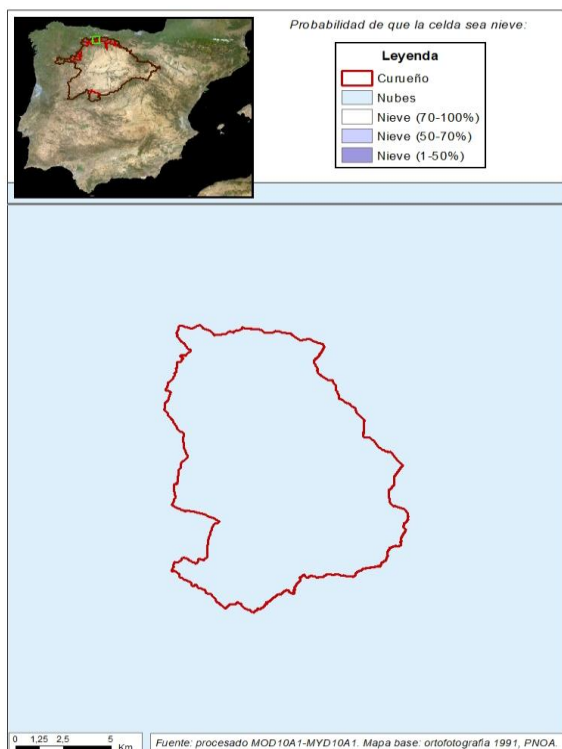 Probabilidad de que la celda sea nieve:
Leyenda
Curueño
Nubes
Nieve (70-100%)
Nieve (50-70%)
Nieve (1-50%)
0 1,25 2,5 5
Km
Fuente: procesado MOD10A1-MYD10A1. Mapa base: ortofotografía 1991, PNOA.